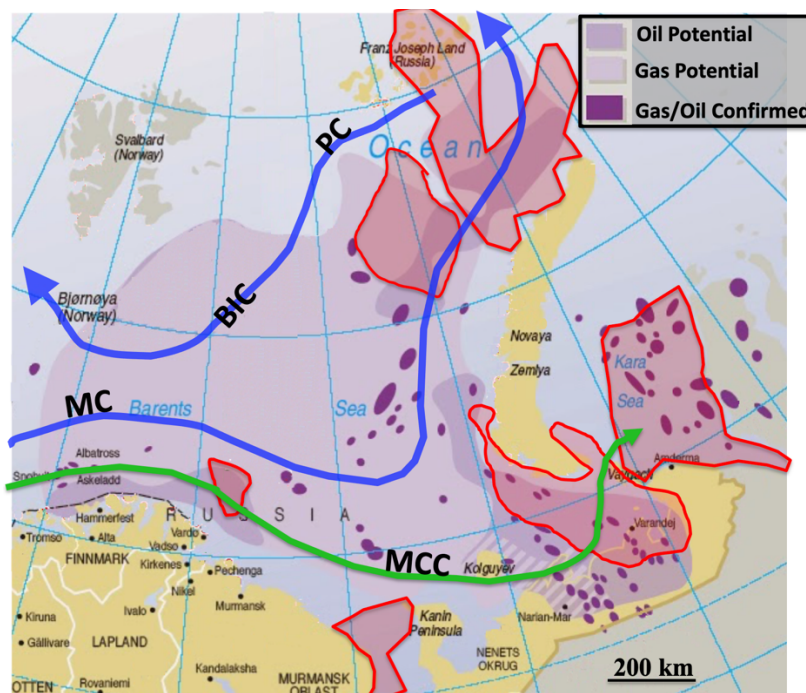 Oil Potential
Gas Potential
Gas/Oil Confirmed
Franz Joseph Land
(Russia)
Svalbard
(Norway)
PC
Ocean
Bjørnøya
(Norway)
BIC
Novaya
Zemlya
Kara
Sea
MC
Barents
Sea
Albatross
Askeladd
Vaynach
Amderma
Hammerfest
RUSSIA
Varandej
Tromsø
Alta
Vardø
Vadsø
FINNMARK
Kirkenes
Pechenga
MCC
Kolguyev
Nikel
Murmansk
Kiruna
Ivalo
Kanin
Peninsula
Narian-Mar
Gällivare
LAPLAND
NENETS
OKRUG
Kandalaksha
MURMANSK
OBLAST
200 km
OTTEN
Rovaniemi